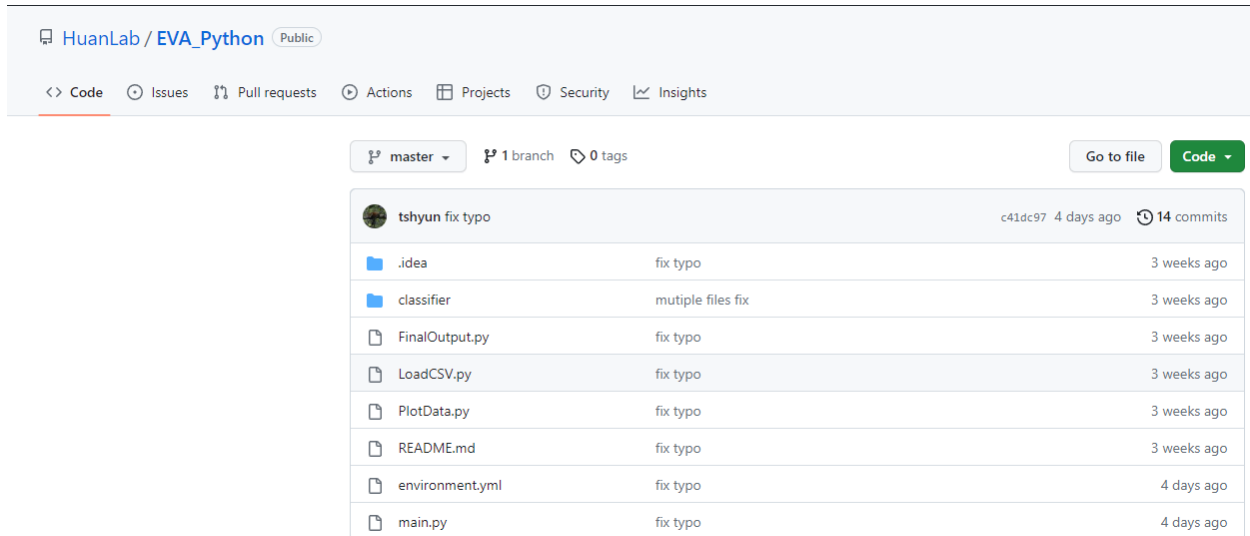 HuanLab / EVA_Python Public
Code Issues Pull requests Actions Projects Security Insights
master 1 branch 0 tags Go to file Code
tshyun fix typo c41dc97 4 days ago 14 commits
.idea fix typo 3 weeks ago
classifier mutiple files fix 3 weeks ago
FinalOutput.py fix typo 3 weeks ago
LoadCSV.py fix typo 3 weeks ago
PlotData.py fix typo 3 weeks ago
README.md fix typo 3 weeks ago
environment.yml fix typo 4 days ago
main.py fix typo 4 days ago